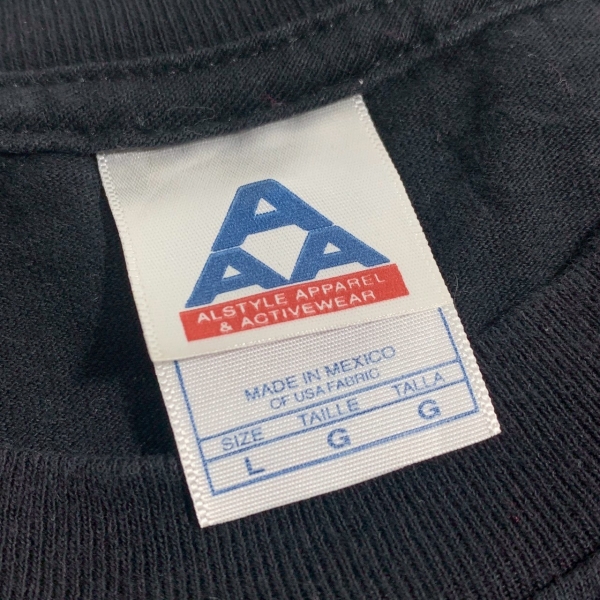 A
A A
ALSTYLE APPAREL
& ACTIVEWEAR
MADE IN MEXICO
OF USA FABRIC
SIZE TAILLE TALLA
L G G